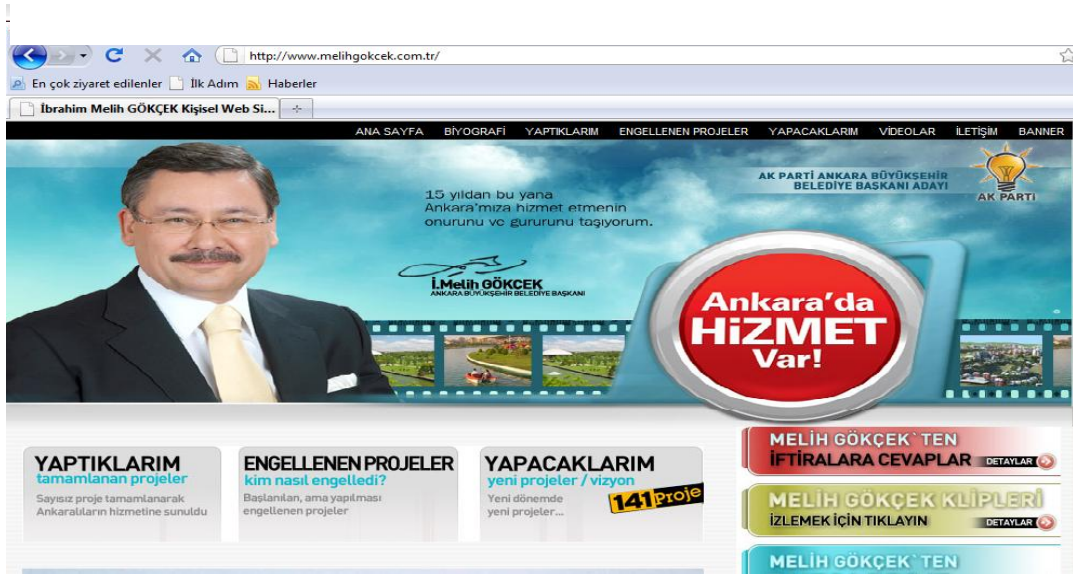 http://www.melihgokcek.com.tr/
En çok ziyaret edilenler İlk Adım Haberler
İbrahim Melih GÖKÇEK Kişisel Web Si...
ANA SAYFA BİYOGRAFİ YAPTIKLARIM ENGELLENEN PROJELER YAPACAKLARIM VİDEOLAR İLETİŞİM BANNER
15 yıldan bu yana
Ankara'mıza hizmet etmenin
onurunu ve gururunu taşıyorum.
İ.Melih GÖKÇEK
ANKARA BÜYÜKŞEHİR BELEDİYE BAŞKANI
AK PARTİ ANKARA BÜYÜKŞEHİR
BELEDİYE BAŞKANI ADAYI
AK PARTİ
Ankara'da
HiZMET
Var!
YAPTIKLARIM
tamamlanan projeler
Sayısız proje tamamlanarak
Ankaralıların hizmetine sunuldu
ENGELLENEN PROJELER
kim nasıl engelledi?
Başlanılan, ama yapılması
engellenen projeler
YAPACAKLARIM
yeni projeler / vizyon
Yeni dönemde
yeni projeler...
141 Proje
MELİH GÖKÇEK`TEN
İFTİRALARA CEVAPLAR DETAYLAR
MELİH GÖKÇEK KLİPLERİ
İZLEMEK İÇİN TIKLAYIN DETAYLAR
MELİH GÖKÇEK`TEN